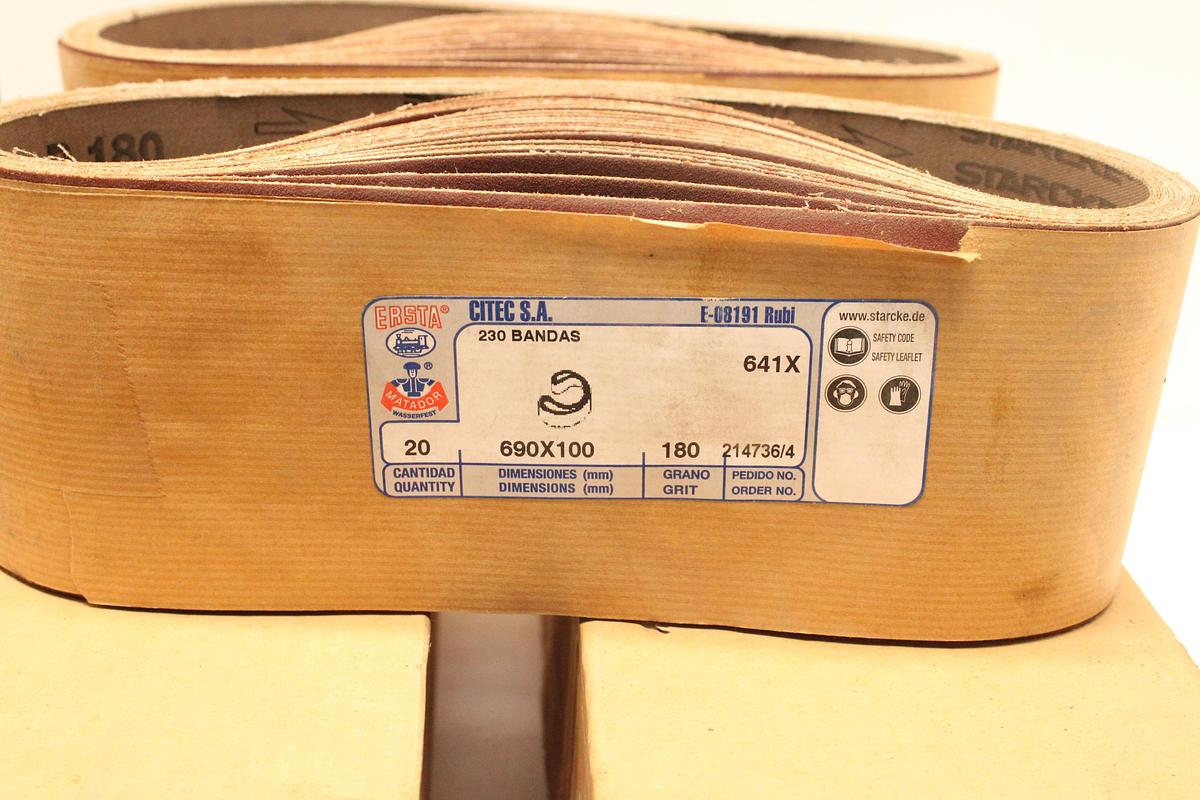 180
STARCKE
STARCKE
ERSTA®
CITEC S.A.
E-08191 Rubi
www.starcke.de
230 BANDAS
SAFETY CODE
SAFETY LEAFLET
641X
®
MATADOR
WASSERFEST
20
690X100
180
214736/4
CANTIDAD
DIMENSIONES (mm)
GRANO
PEDIDO NO.
QUANTITY
DIMENSIONS (mm)
GRIT
ORDER NO.